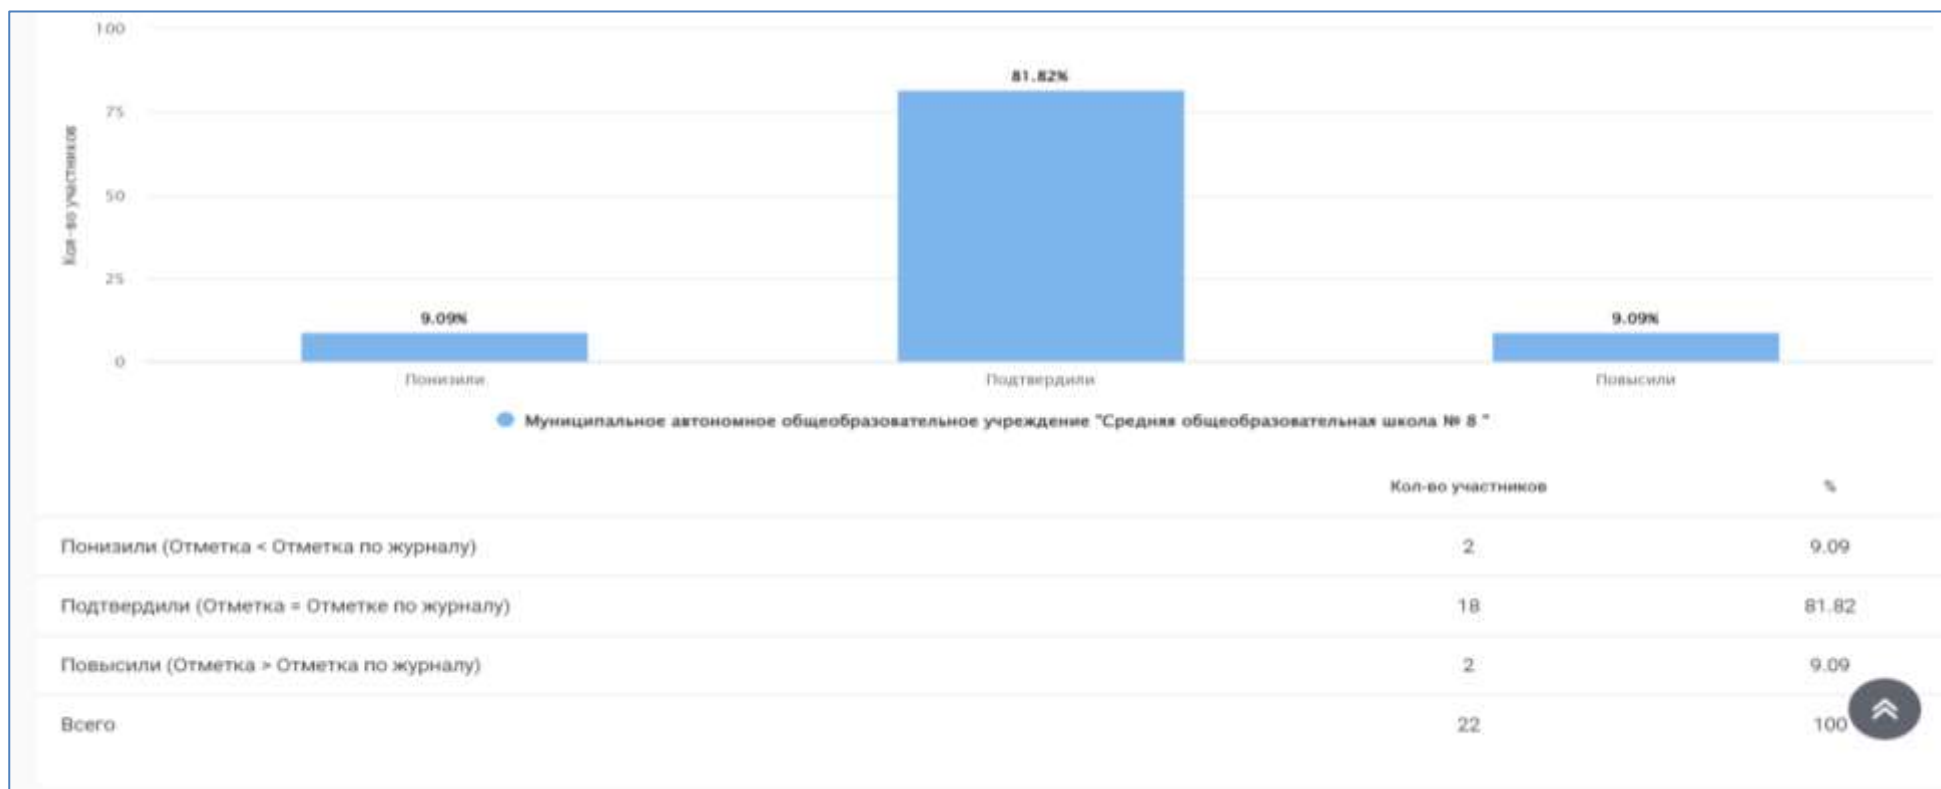 100
81.82%
75
Кол-во участников
50
25
9.09%
9.09%
0
Понизили
Подтвердили
Повысили
Муниципальное автономное общеобразовательное учреждение "Средняя общеобразовательная школа № 8 "
Кол-во участников %
Понизили (Отметка < Отметка по журналу) 2 9.09
Подтвердили (Отметка = Отметке по журналу) 18 81.82
Повысили (Отметка > Отметка по журналу) 2 9.09
Всего 22 100